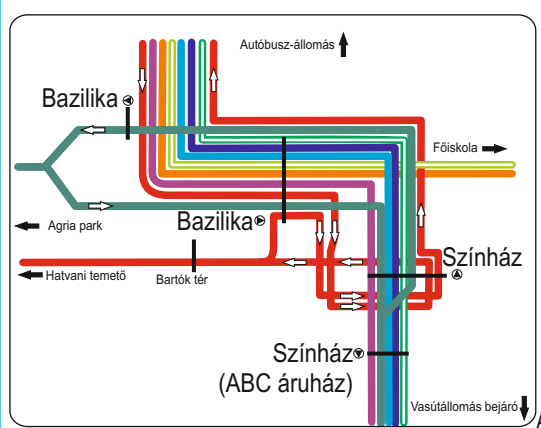 Autóbusz-állomás
Bazilika
Főiskola
Agria park
Bazilika
Hatvani temető
Bartók tér
Színház
Színház
(ABC áruház)
Vasútállomás bejáró
A